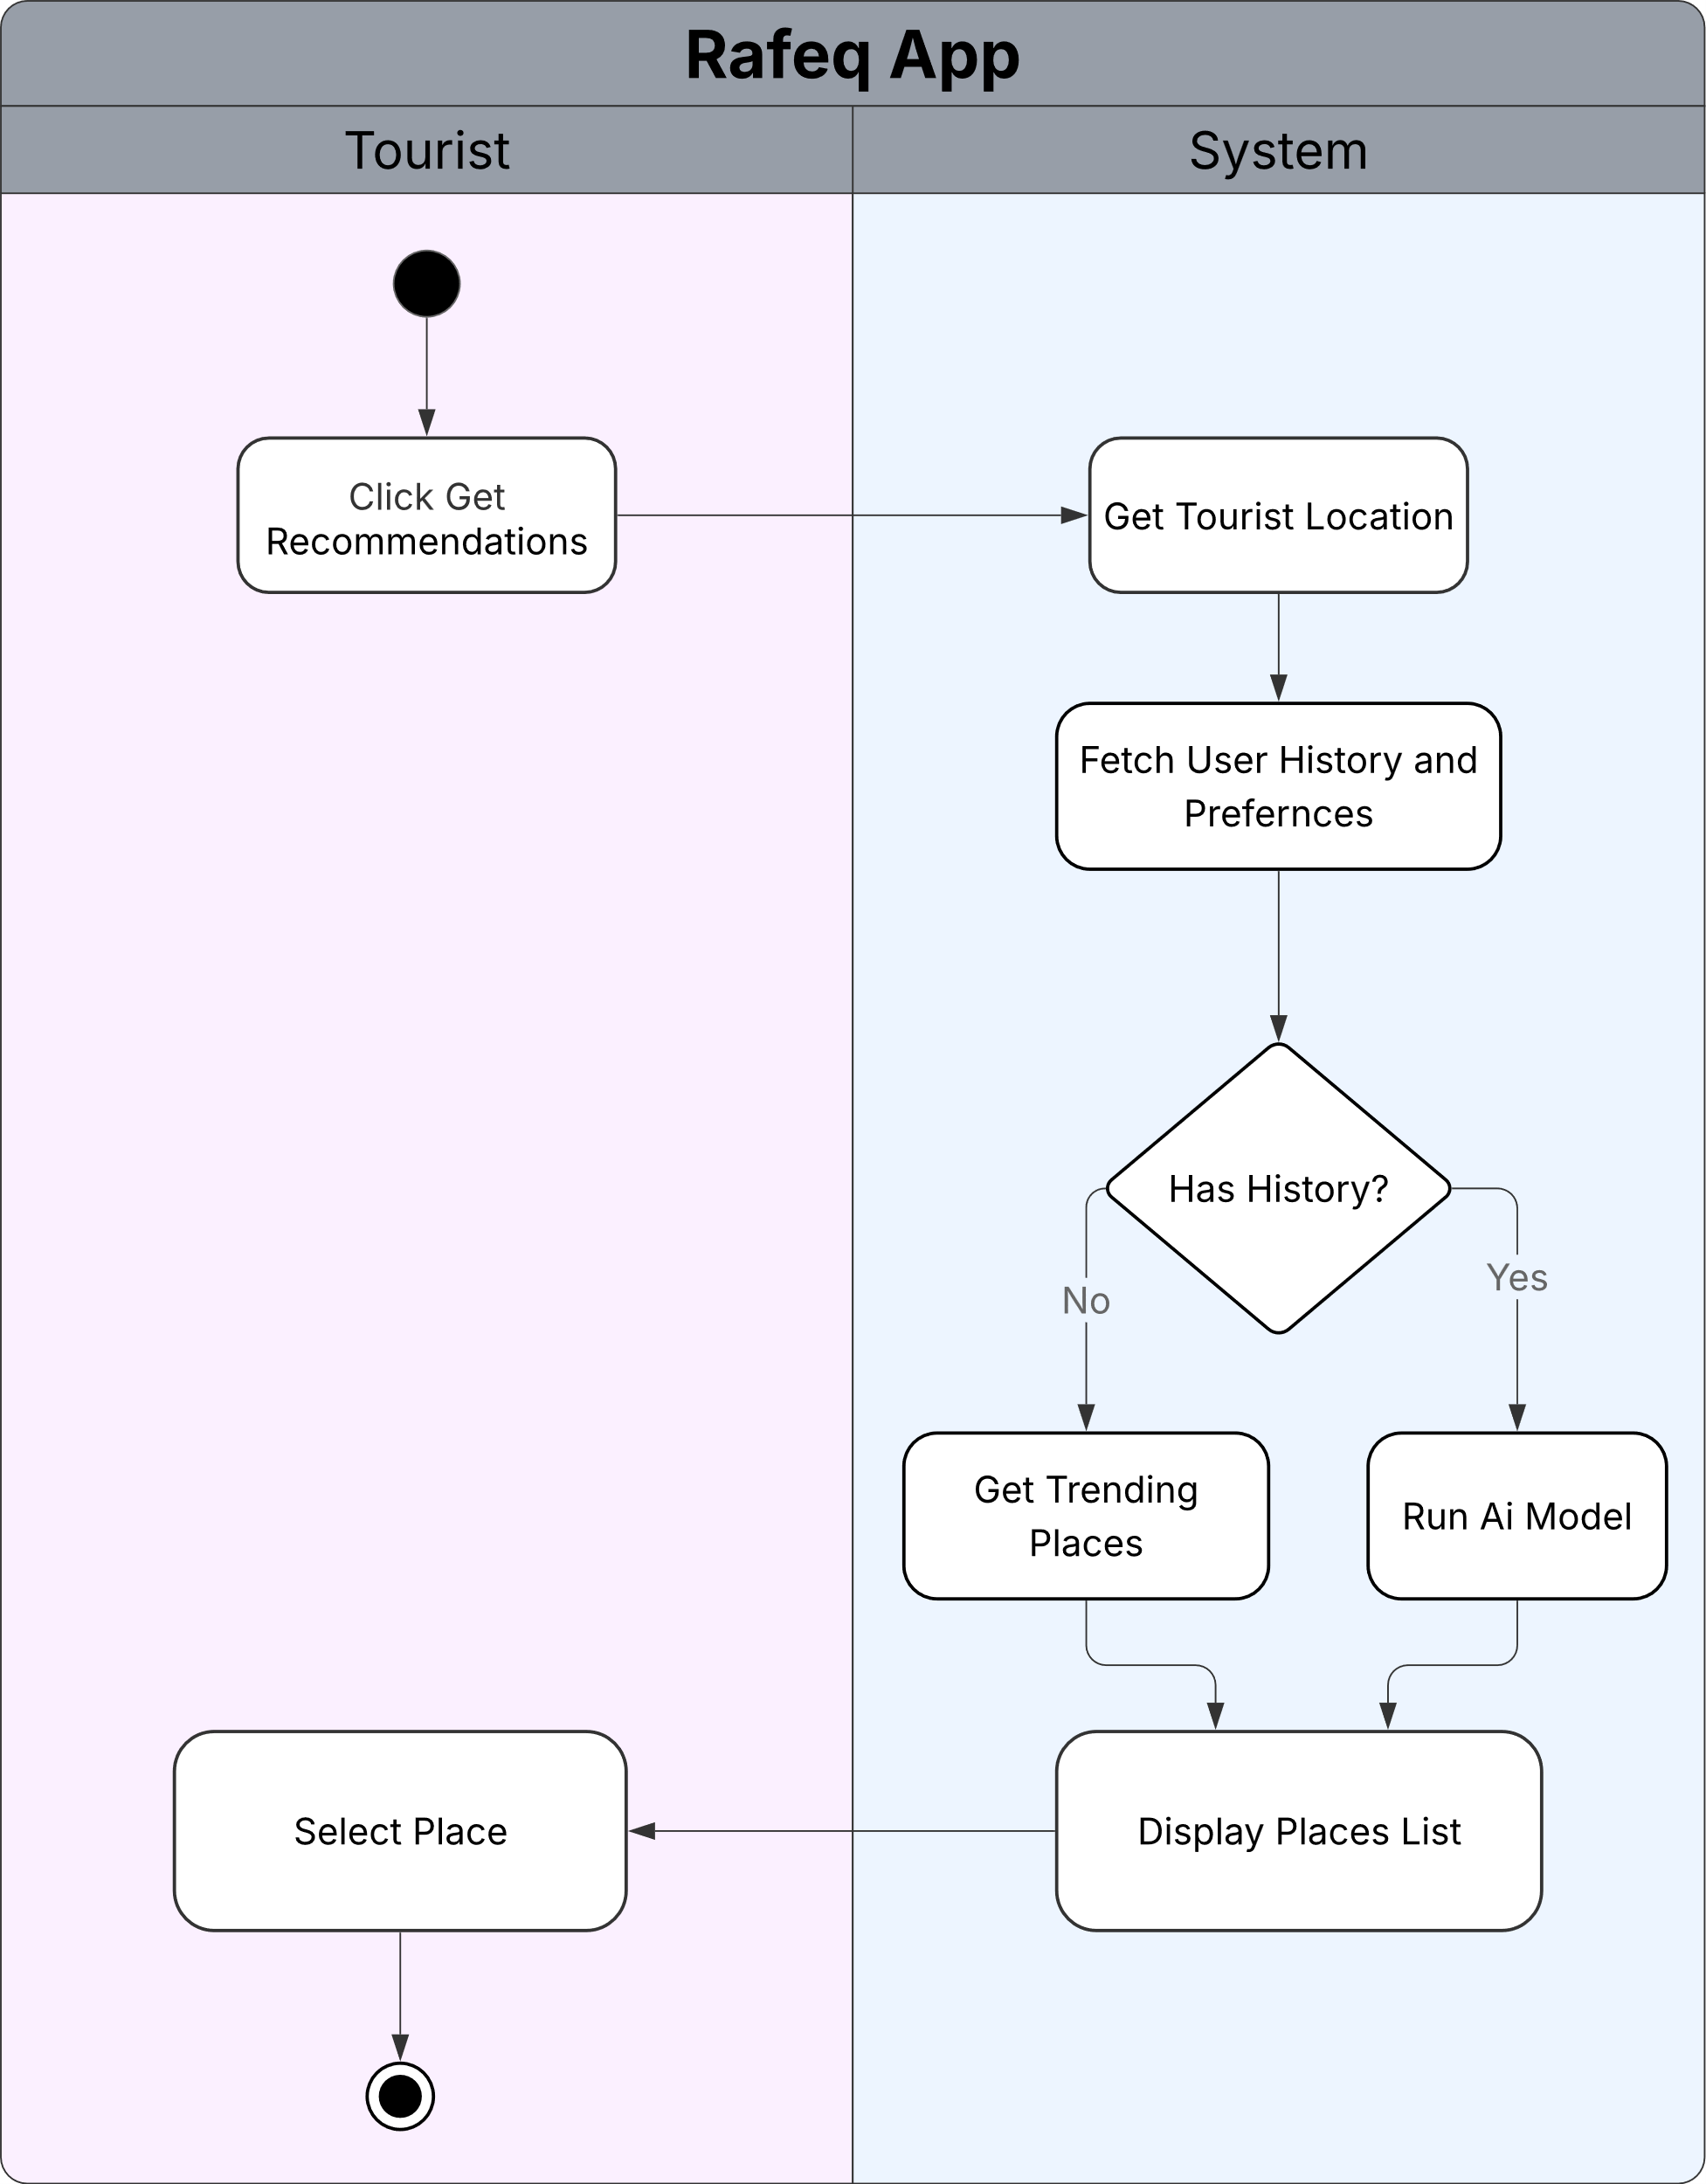 Rafeq App
Tourist
System
Click Get
Recommendations
Get Tourist Location
Fetch User History and
Prefernces
Has History?
No
Yes
Get Trending
Places
Run Ai Model
Select Place
Display Places List